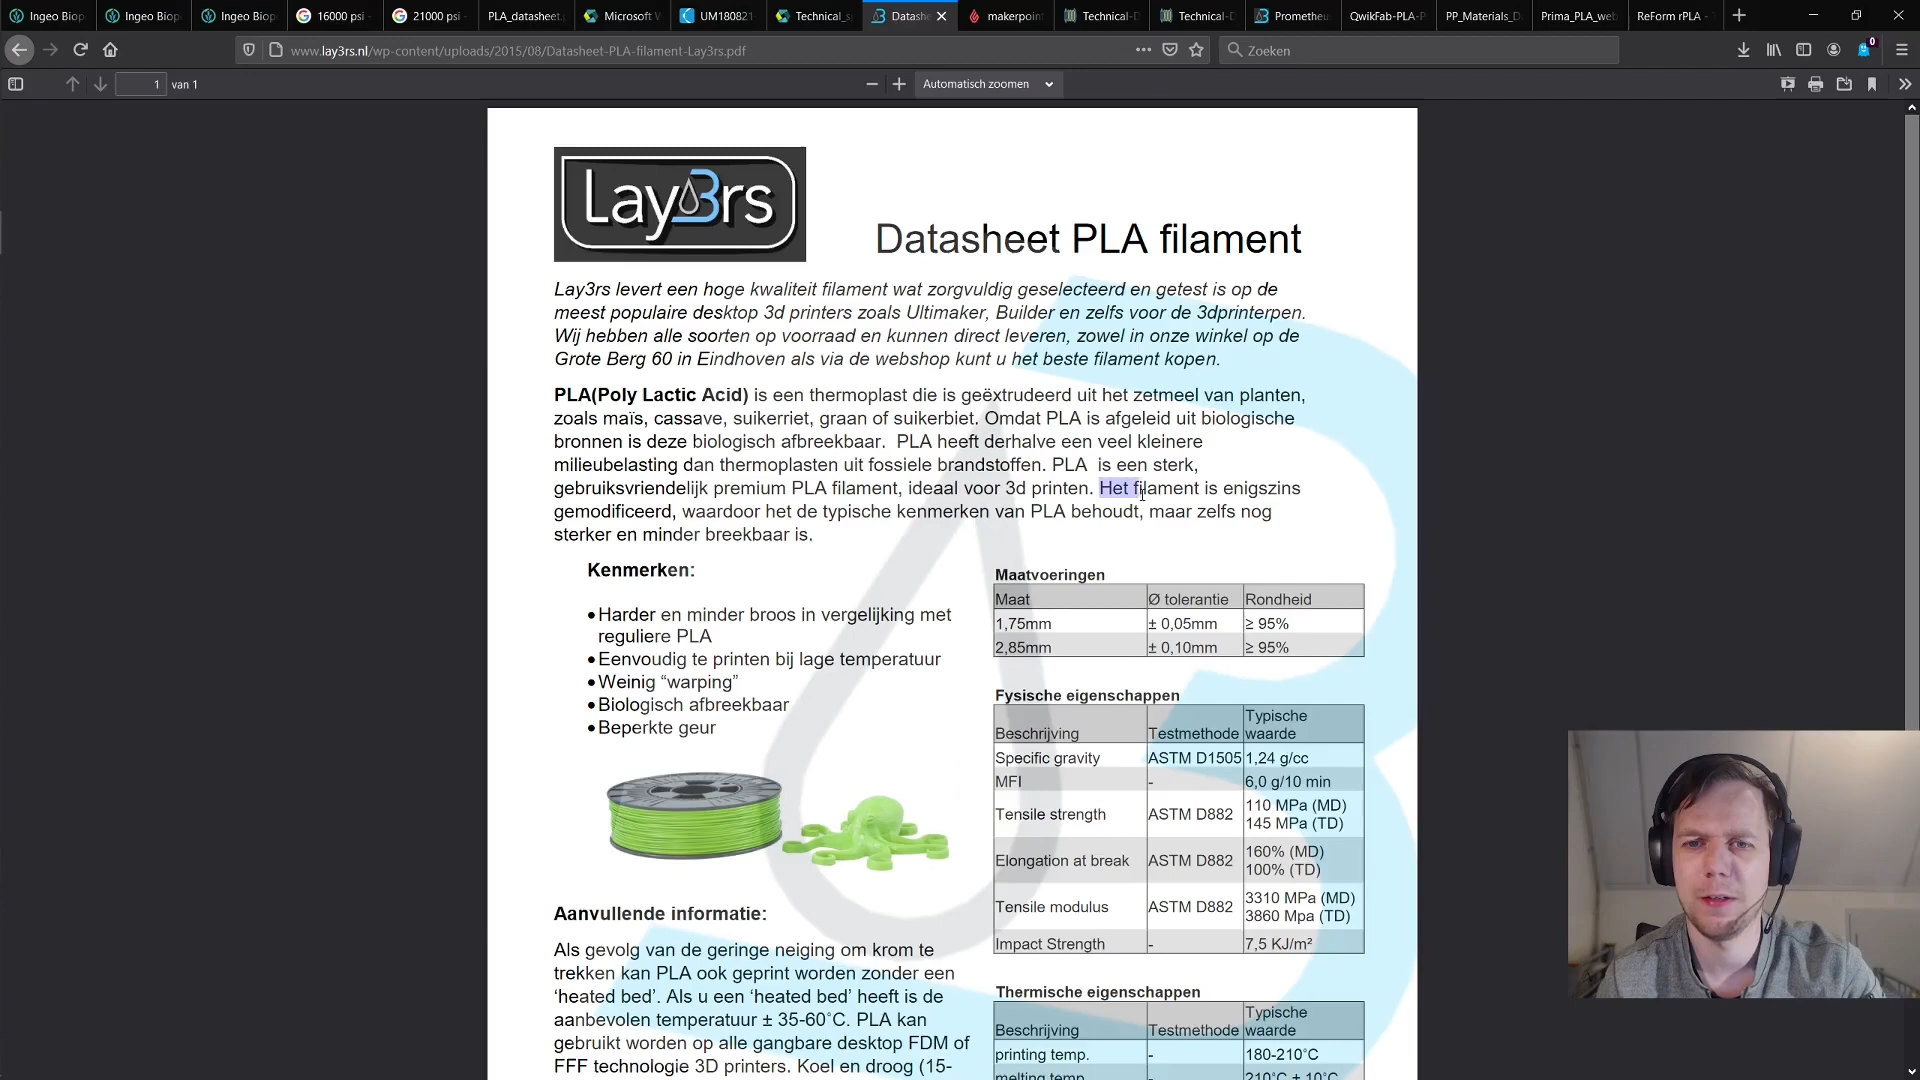 Ingeo Biop
Ingeo Biop
Ingeo Biop
16000 psi -
21000 psi -
PLA_datasheet.p
Microsoft W
UM180821
Technical_s
Datashe
makerpoint
Technical-D
Technical-D
Prometheu
QwikFab-PLA-P
PP_Materials_D
Prima_PLA_web
ReForm rPLA - T
www.lay3rs.nl/wp-content/uploads/2015/08/Datasheet-PLA-filament-Lay3rs.pdf
Zoeken
0
1 van 1
Automatisch zoomen
Lay3rs
Datasheet PLA filament
Lay3rs levert een hoge kwaliteit filament wat zorgvuldig geselecteerd en getest is op de
meest populaire desktop 3d printers zoals Ultimaker, Builder en zelfs voor de 3dprinterpen.
Wij hebben alle soorten op voorraad en kunnen direct leveren, zowel in onze winkel op de
Grote Berg 60 in Eindhoven als via de webshop kunt u het beste filament kopen.
PLA(Poly Lactic Acid) is een thermoplast die is geëxtrudeerd uit het zetmeel van planten,
zoals maïs, cassave, suikerriet, graan of suikerbiet. Omdat PLA is afgeleid uit biologische
bronnen is deze biologisch afbreekbaar. PLA heeft derhalve een veel kleinere
milieubelasting dan thermoplasten uit fossiele brandstoffen. PLA is een sterk,
gebruiksvriendelijk premium PLA filament, ideaal voor 3d printen. Het filament is enigszins
gemodificeerd, waardoor het de typische kenmerken van PLA behoudt, maar zelfs nog
sterker en minder breekbaar is.
Kenmerken:
•Harder en minder broos in vergelijking met
reguliere PLA
•Eenvoudig te printen bij lage temperatuur
•Weinig “warping”
•Biologisch afbreekbaar
•Beperkte geur
Aanvullende informatie:
Als gevolg van de geringe neiging om krom te
trekken kan PLA ook geprint worden zonder een
‘heated bed’. Als u een ‘heated bed’ heeft is de
aanbevolen temperatuur ± 35-60˚C. PLA kan
gebruikt worden op alle gangbare desktop FDM of
FFF technologie 3D printers. Koel en droog (15-
Maatvoeringen
Maat Ø tolerantie Rondheid
1,75mm ± 0,05mm ≥ 95%
2,85mm ± 0,10mm ≥ 95%
Fysische eigenschappen
Beschrijving Testmethode Typische waarde
Specific gravity ASTM D1505 1,24 g/cc
MFI - 6,0 g/10 min
Tensile strength ASTM D882 110 MPa (MD)
145 MPa (TD)
Elongation at break ASTM D882 160% (MD)
100% (TD)
Tensile modulus ASTM D882 3310 MPa (MD)
3860 Mpa (TD)
Impact Strength - 7,5 KJ/m²
Thermische eigenschappen
Beschrijving Testmethode Typische waarde
printing temp. - 180-210˚C
melting temp. 210˚C ± 10˚C